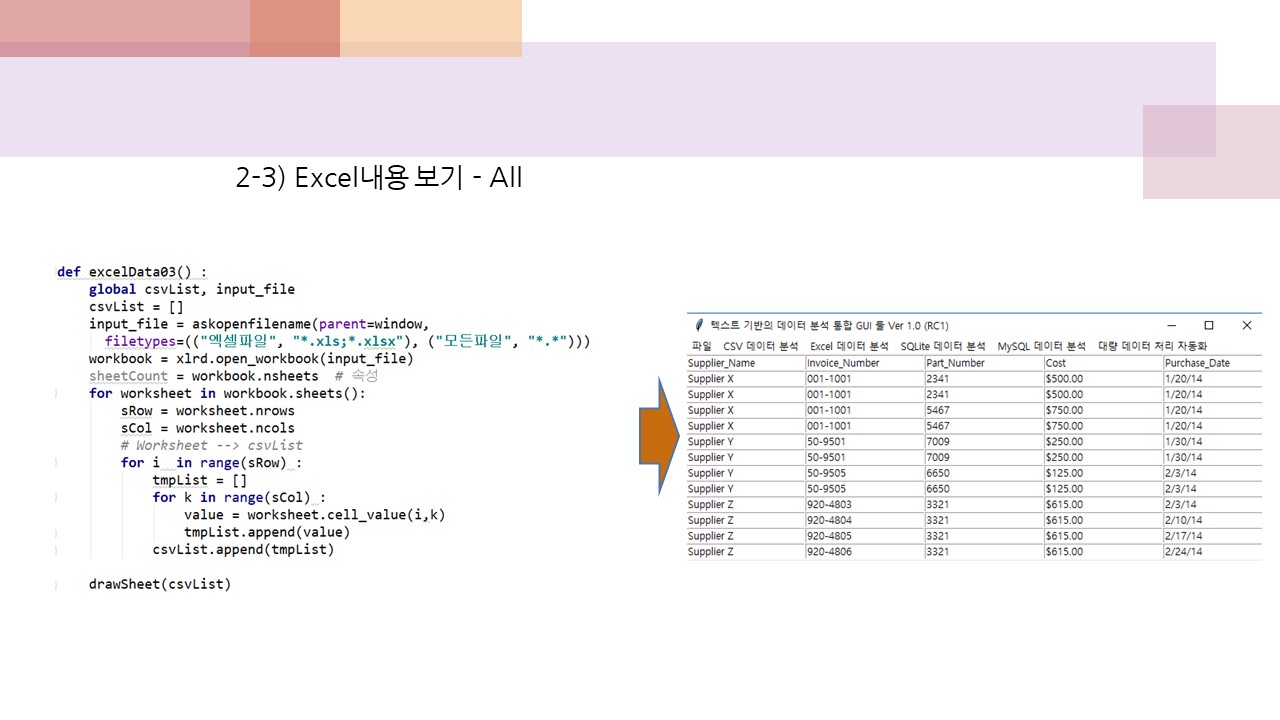 2-3) Excel내용 보기 - All
def excelData03() :
    global csvList, input_file
    csvList = []
    input_file = askopenfilename(parent=window,
      filetypes=(("엑셀파일", "*.xls;*.xlsx"), ("모든파일", "*.*")))
    workbook = xlrd.open_workbook(input_file)
    sheetCount = workbook.nsheets  # 속성
    for worksheet in workbook.sheets():
        sRow = worksheet.nrows
        sCol = worksheet.ncols
        # Worksheet --> csvList
        for i  in range(sRow) :
            tmpList = []
            for k in range(sCol) :
                value = worksheet.cell_value(i,k)
                tmpList.append(value)
            csvList.append(tmpList)
    drawSheet(csvList)
텍스트 기반의 데이터 분석 통합 GUI 툴 Ver 1.0 (RC1)
파일 CSV 데이터 분석 Excel 데이터 분석 SQLite 데이터 분석 MySQL 데이터 분석 대량 데이터 처리 자동화
Supplier_Name Invoice_Number Part_Number Cost Purchase_Date
Supplier X 001-1001 2341 $500.00 1/20/14
Supplier X 001-1001 2341 $500.00 1/20/14
Supplier X 001-1001 5467 $750.00 1/20/14
Supplier X 001-1001 5467 $750.00 1/20/14
Supplier Y 50-9501 7009 $250.00 1/30/14
Supplier Y 50-9501 7009 $250.00 1/30/14
Supplier Y 50-9505 6650 $125.00 2/3/14
Supplier Y 50-9505 6650 $125.00 2/3/14
Supplier Z 920-4803 3321 $615.00 2/3/14
Supplier Z 920-4804 3321 $615.00 2/10/14
Supplier Z 920-4805 3321 $615.00 2/17/14
Supplier Z 920-4806 3321 $615.00 2/24/14